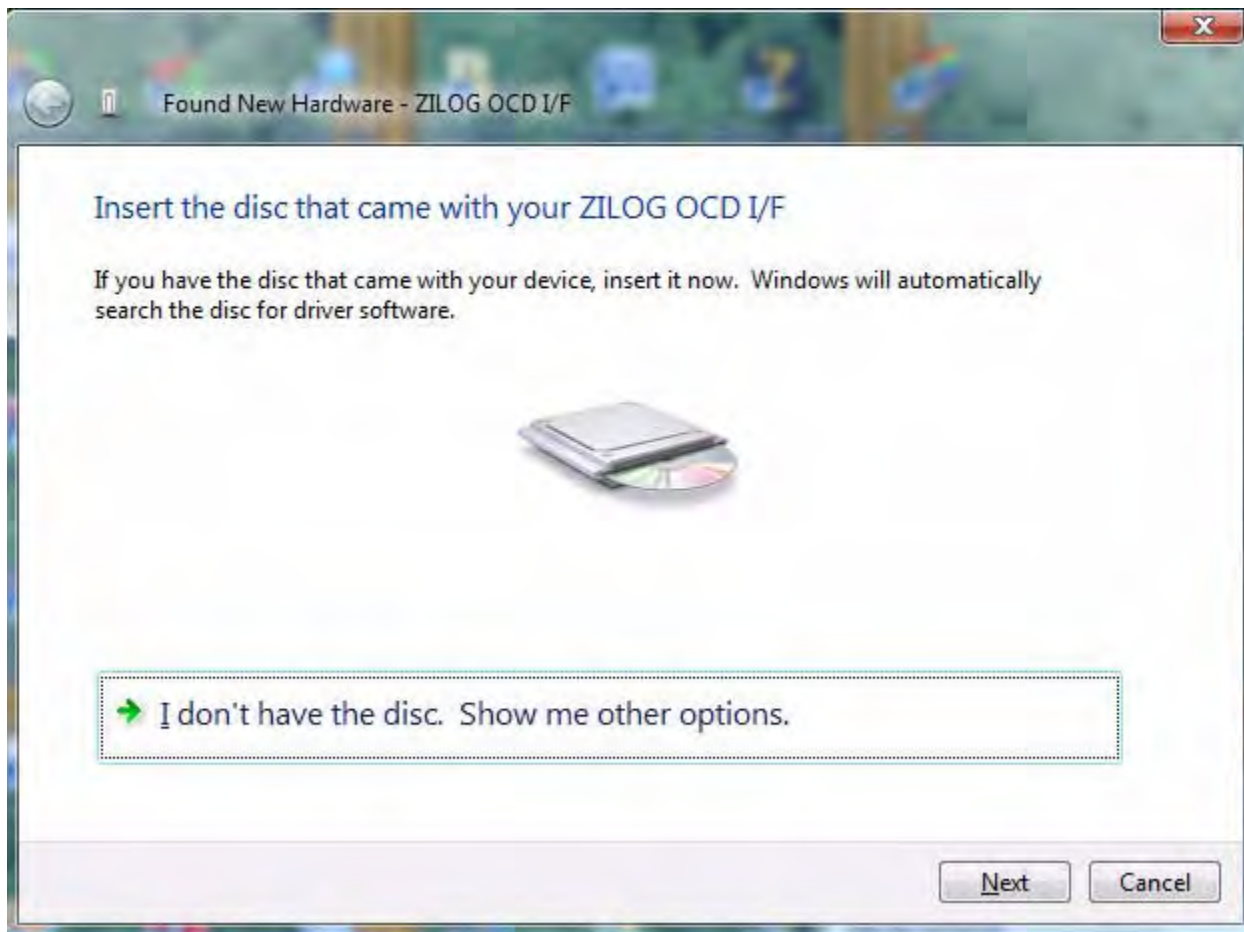 Found New Hardware - ZILOG OCD I/F
Insert the disc that came with your ZILOG OCD I/F
If you have the disc that came with your device, insert it now.  Windows will automatically
search the disc for driver software.
I don't have the disc.  Show me other options.
Next
Cancel